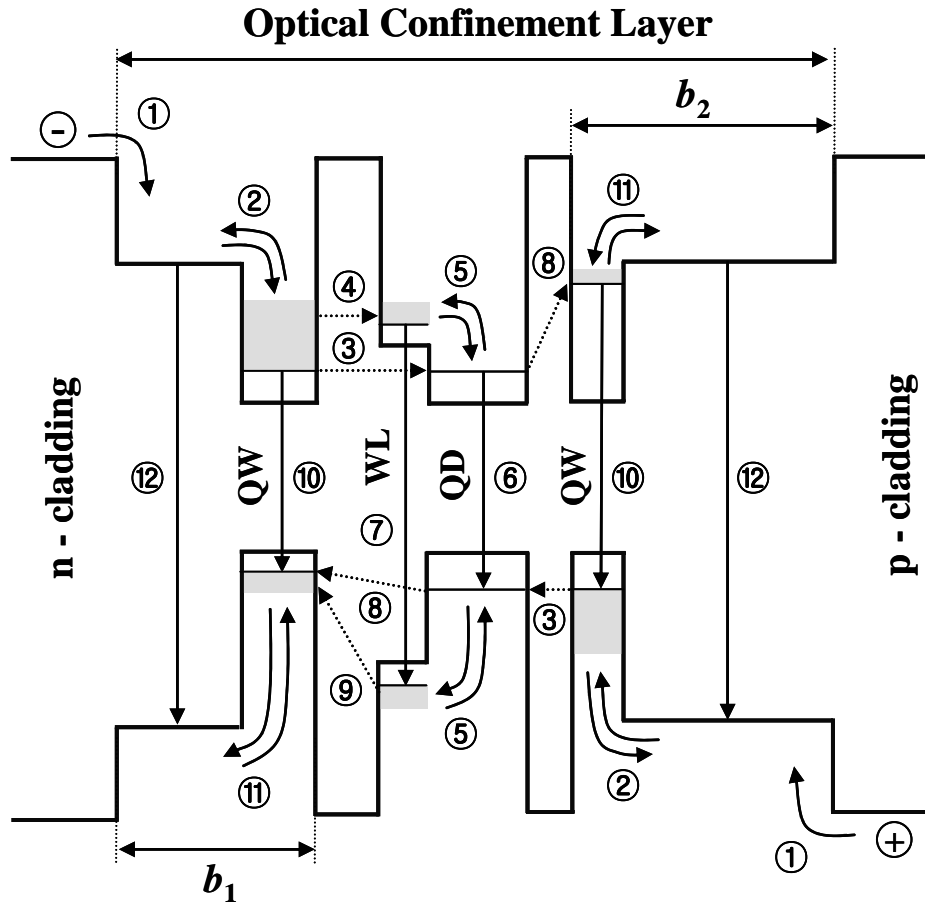 Optical Confinement Layer
b2
-
①
②
⑪
④
⑤
⑧
③
n - cladding
⑫
QW
⑩
WL
QD
⑥
QW
⑩
⑫
p - cladding
⑦
⑧
③
⑨
⑤
⑪
②
①
+
b1